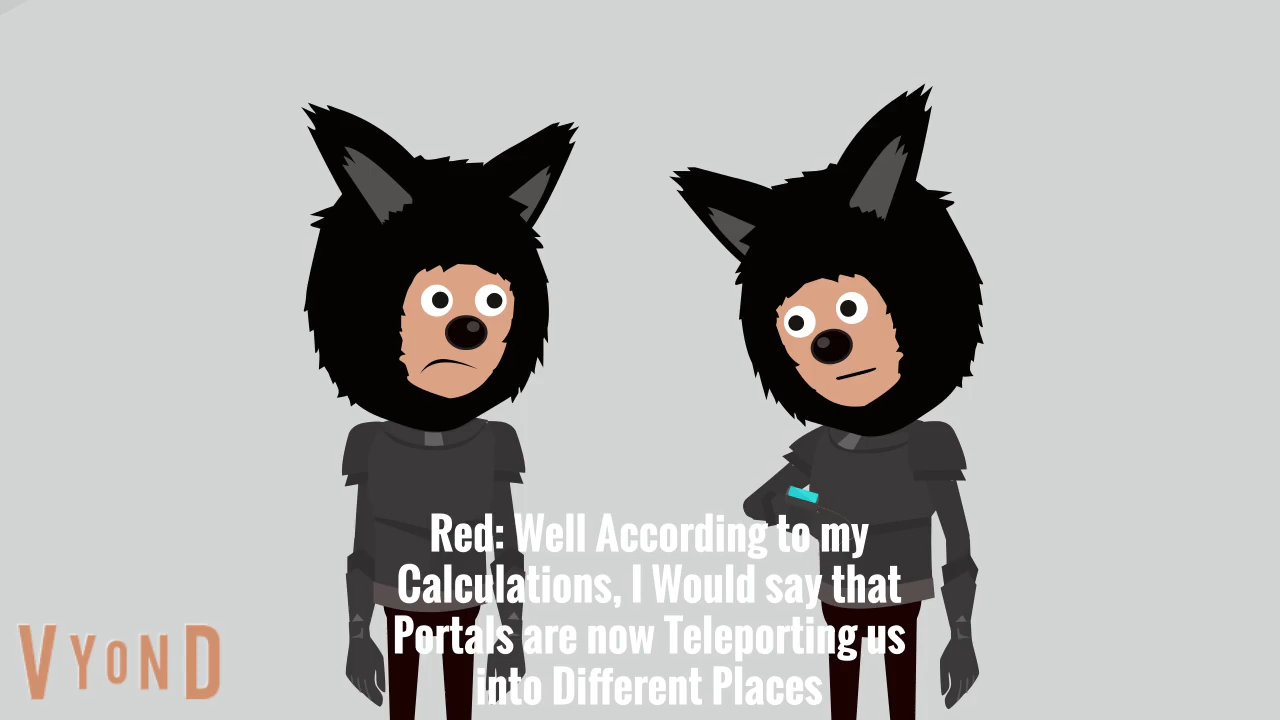 Red: Well According to my
Calculations, I Would say that
Portals are now Teleporting us
into Different Places
VYOND